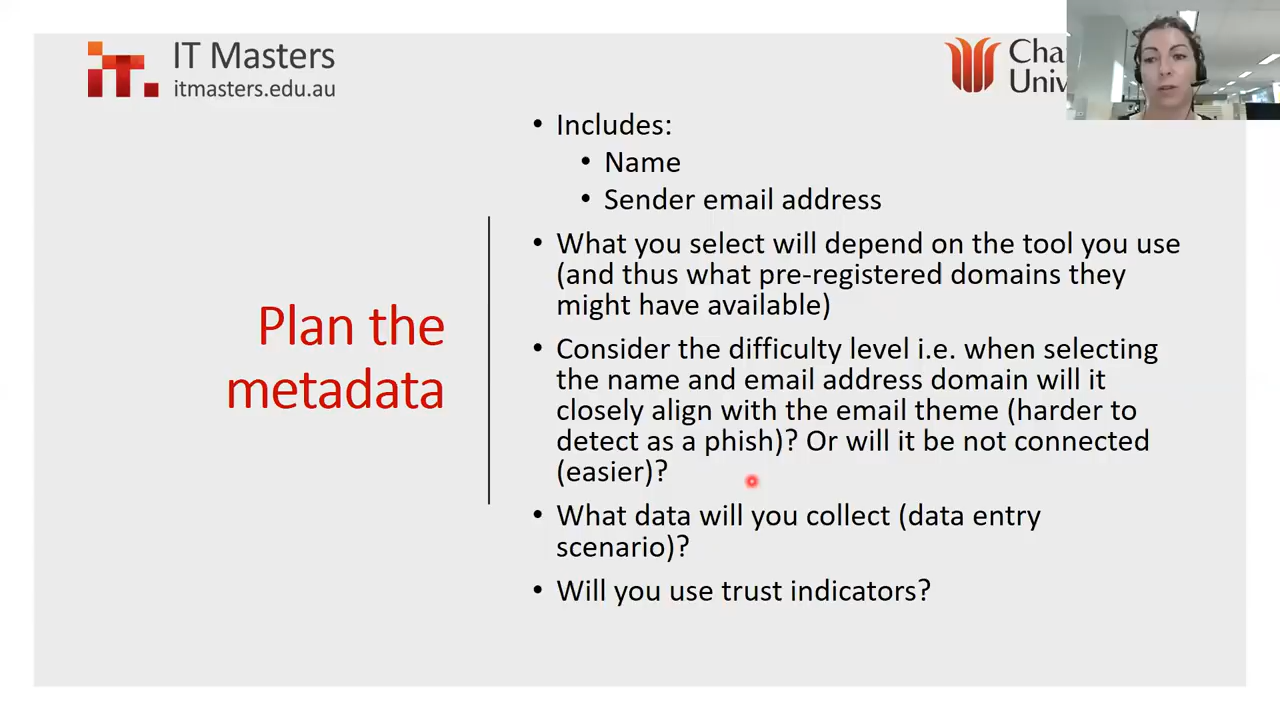 IT Masters
itmasters.edu.au
• Includes:
• Name
• Sender email address
• What you select will depend on the tool you use
(and thus what pre-registered domains they
might have available)
Plan the
metadata
• Consider the difficulty level i.e. when selecting
the name and email address domain will it
closely align with the email theme (harder to
detect as a phish)? Or will it be not connected
(easier)?
• What data will you collect (data entry
scenario)?
• Will you use trust indicators?